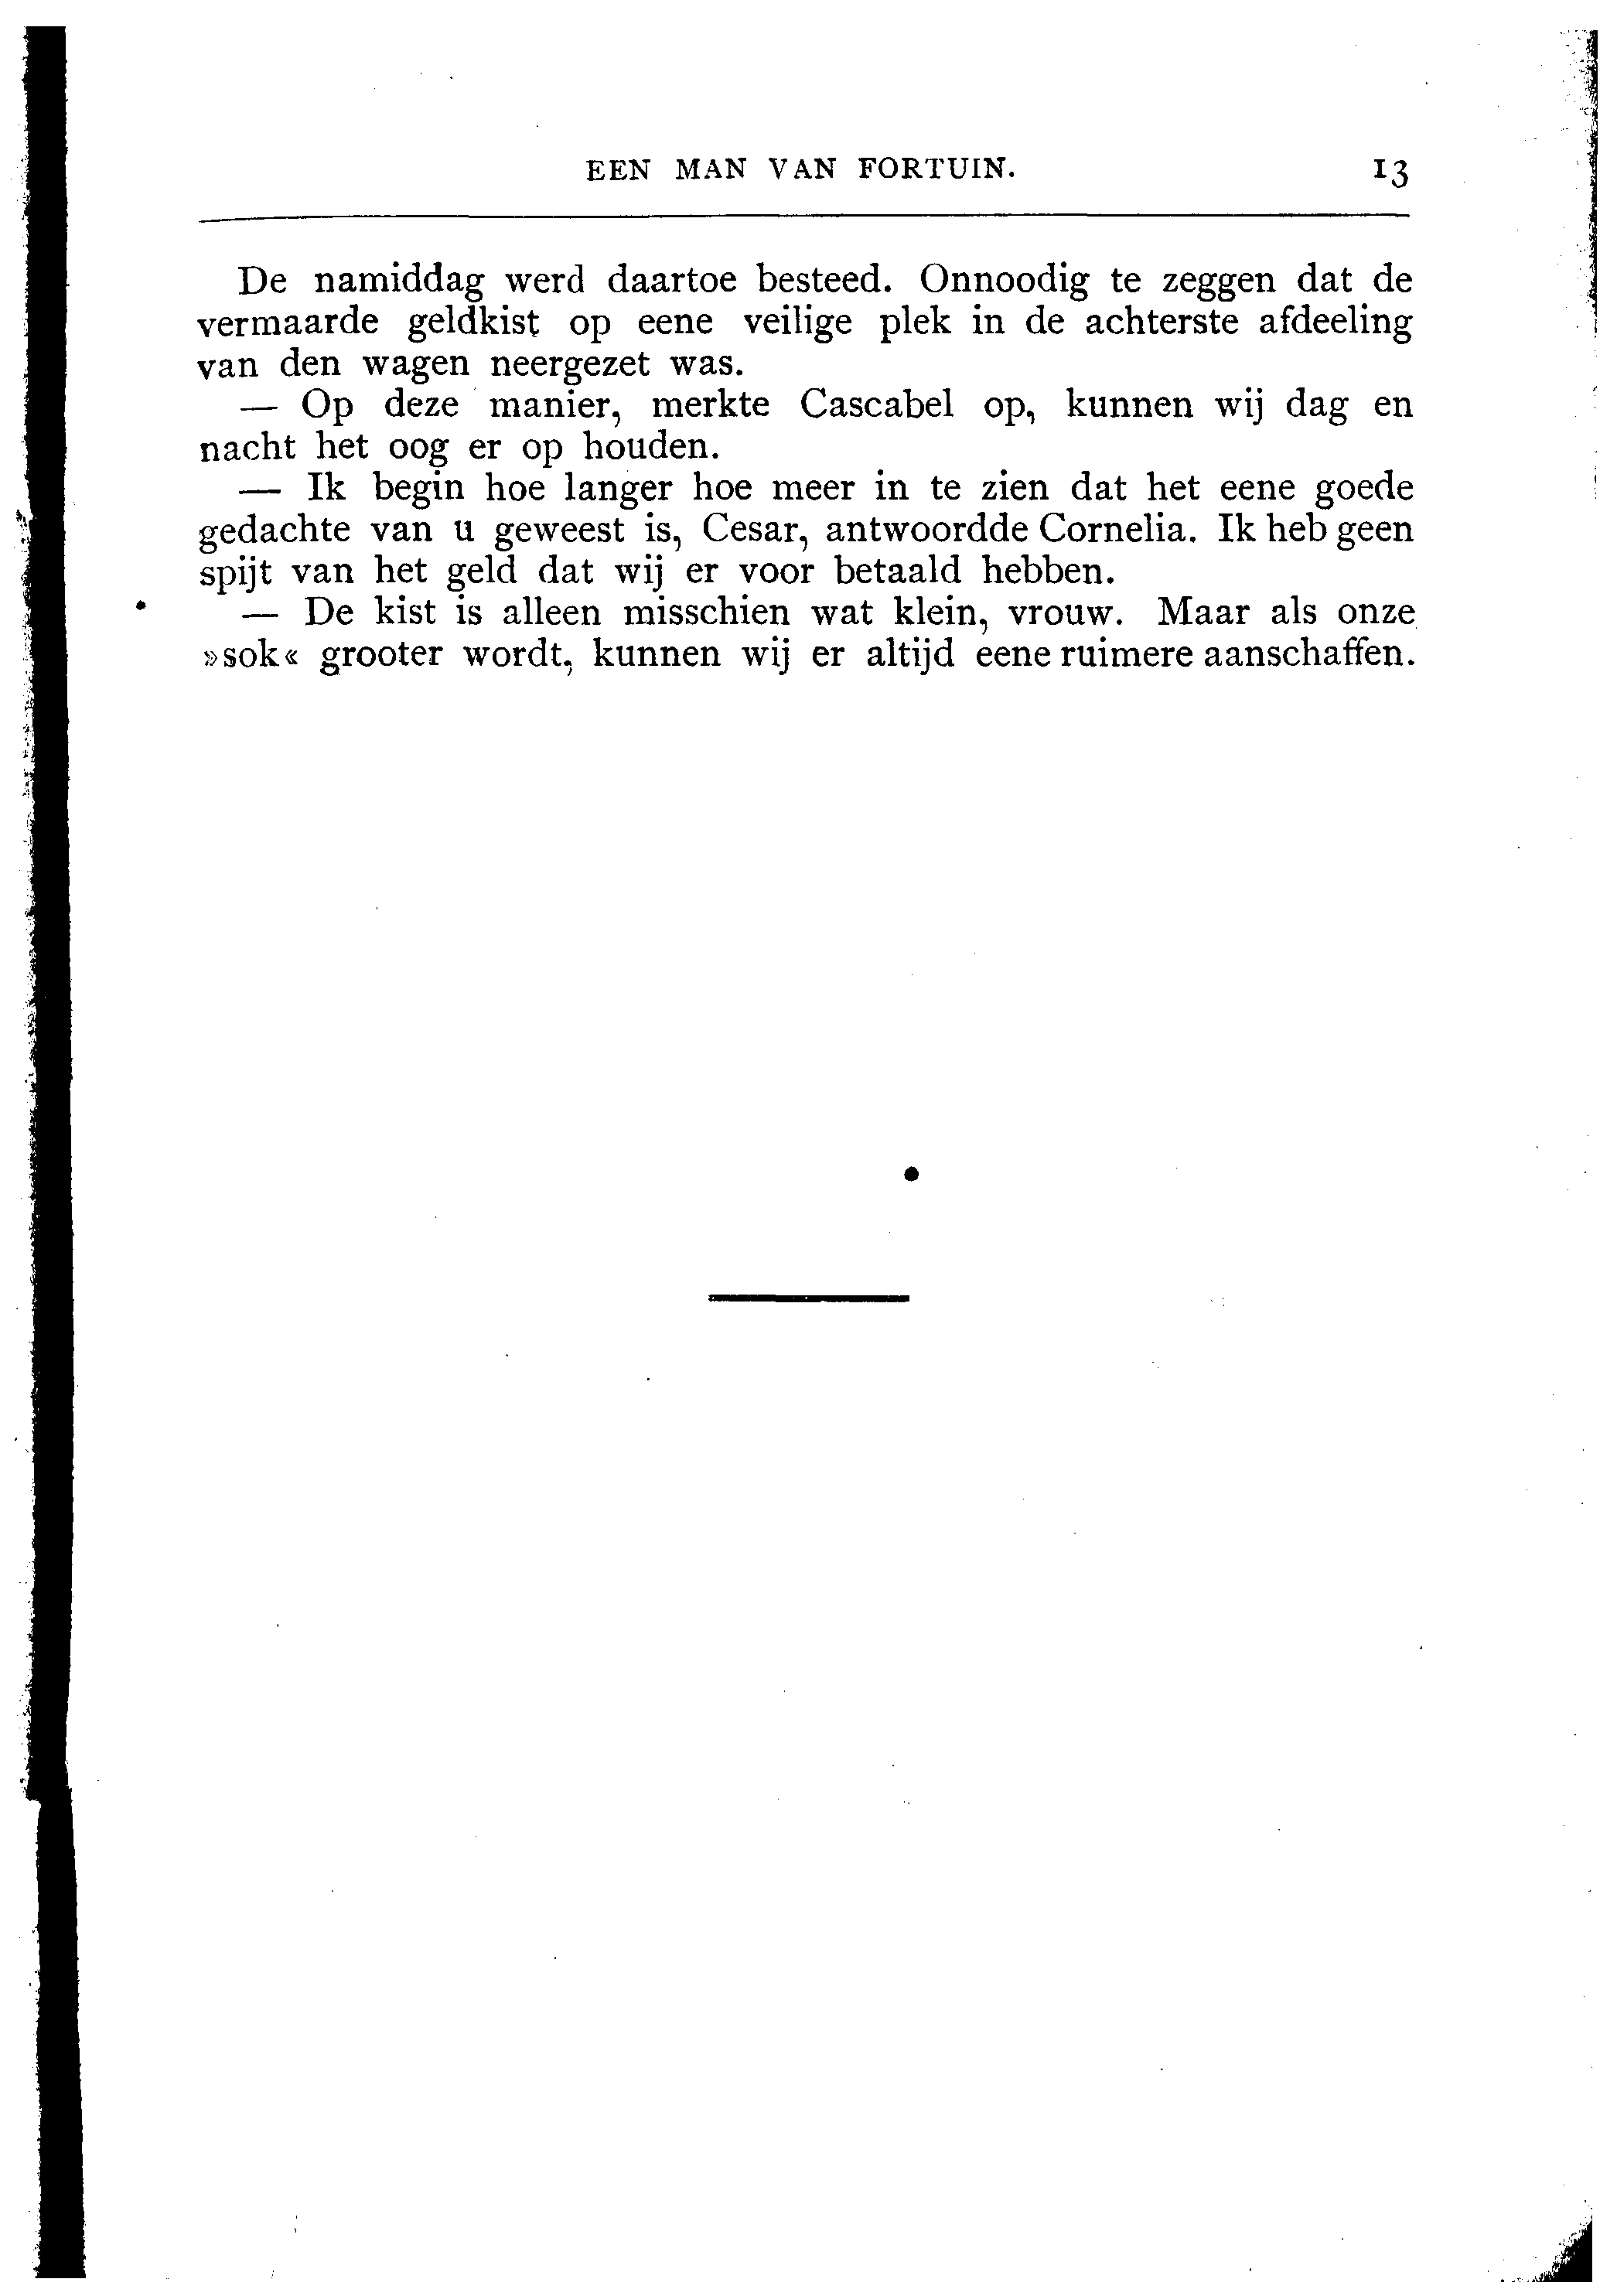 EEN MAN VAN FORTUIN. 13
De namiddag werd daartoe besteed. Onnoodig te zeggen dat de
vermaarde geldkist op eene veilige plek in de achterste afdeeling
van den wagen neergezet was.
— Op deze manier, merkte Cascabel op, kunnen wij dag en
nacht het oog er op houden.
— Ik begin hoe langer hoe meer in te zien dat het eene goede
gedachte van u geweest is, Cesar, antwoordde Cornelia. Ik heb geen
spijt van het geld dat wij er voor betaald hebben.
— De kist is alleen misschien wat klein, vrouw. Maar als onze
»sok« grooter wordt, kunnen wij er altijd eene ruimere aanschaffen.